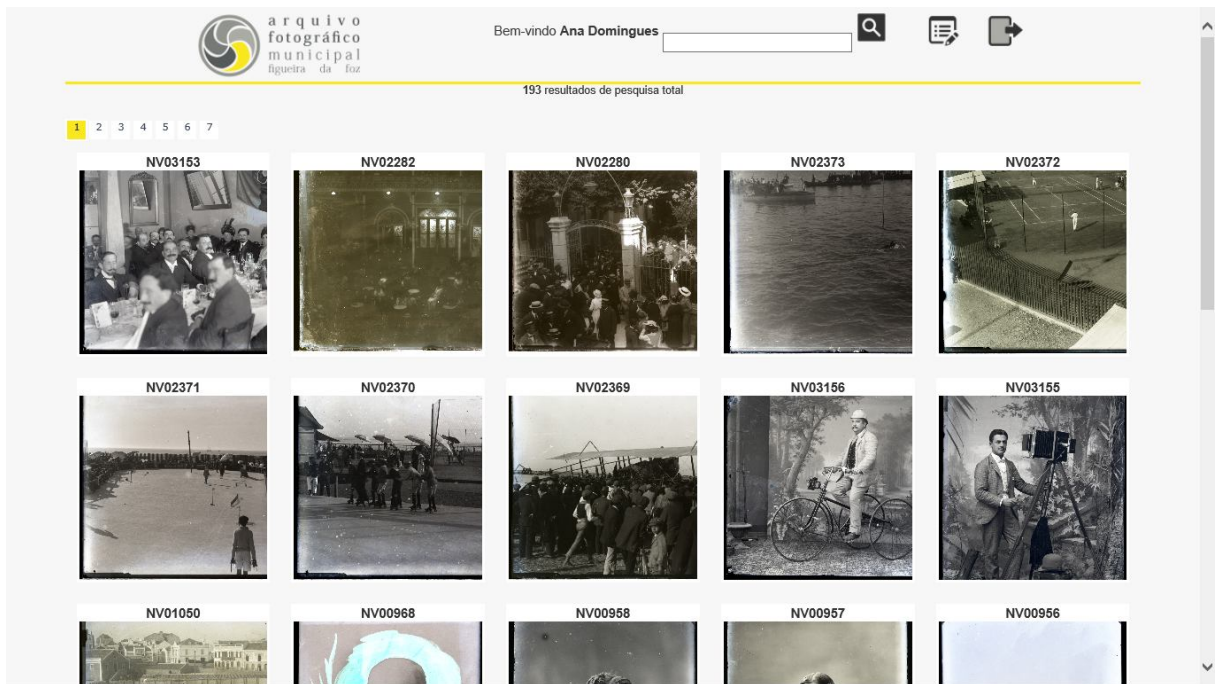 arquivo
fotográfico
municipal
figueira da foz
Bem-vindo Ana Domingues
193 resultados de pesquisa total
1 2 3 4 5 6 7
NV03153 NV02282 NV02280 NV02373 NV02372
NV02371 NV02370 NV02369 NV03156 NV03155
NV01050 NV00968 NV00958 NV00957 NV00956